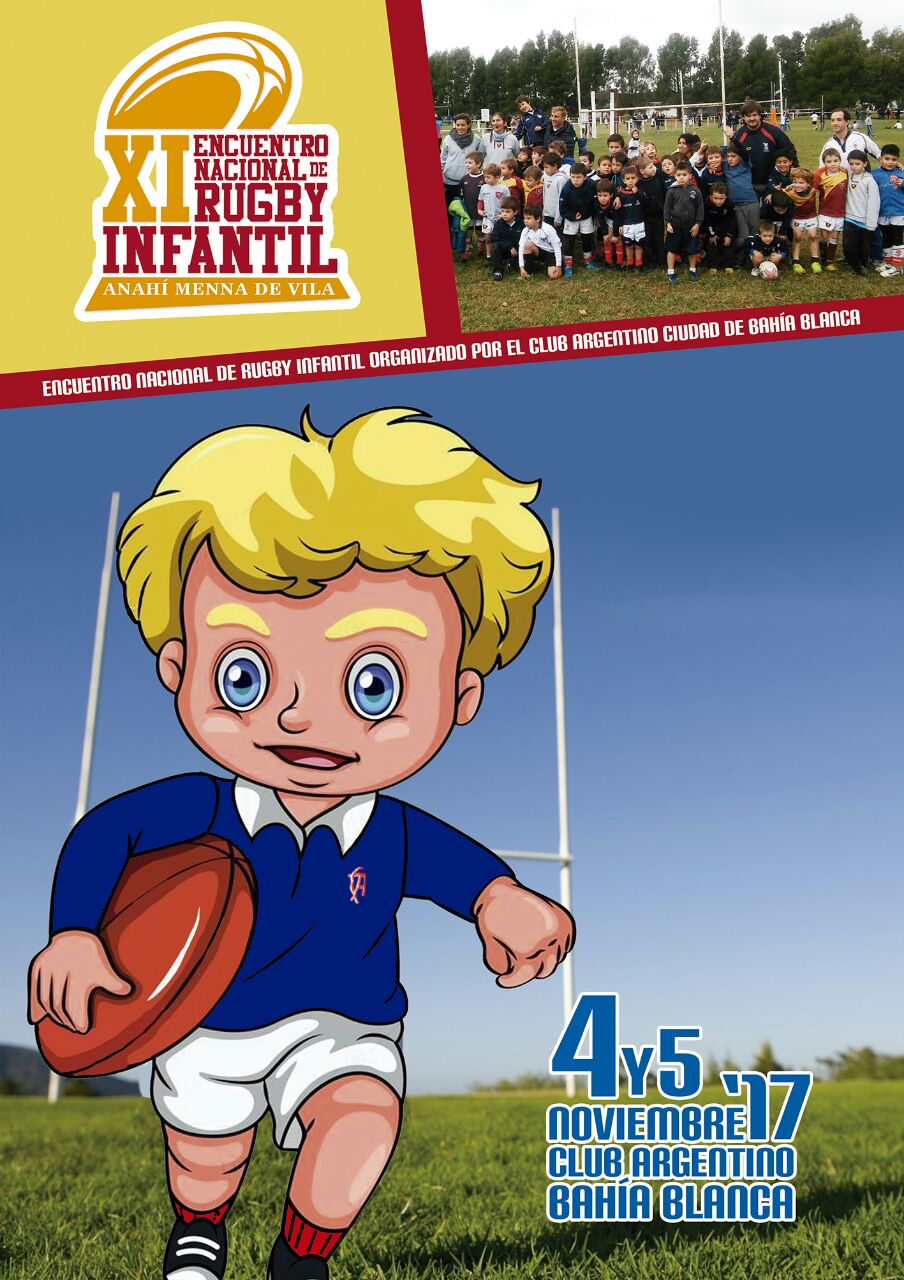 XI ENCUENTRO
NACIONAL DE
RUGBY
INFANTIL
ANAHÍ MENNA DE VILA
ENCUENTRO NACIONAL DE RUGBY INFANTIL ORGANIZADO POR EL CLUB ARGENTINO CIUDAD DE BAHÍA BLANCA
4 Y 5
NOVIEMBRE '17
CLUB ARGENTINO
BAHÍA BLANCA